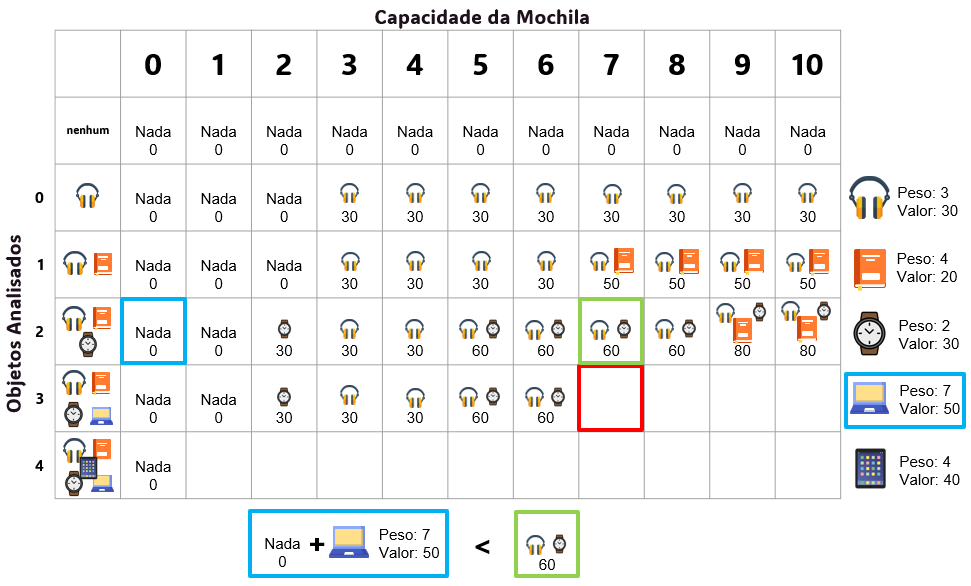 Capacidade da Mochila
0 1 2 3 4 5 6 7 8 9 10
Objetos Analisados
nenhum
Nada Nada Nada Nada Nada Nada Nada Nada Nada Nada Nada
0 0 0 0 0 0 0 0 0 0 0
0
Nada Nada Nada
0 0 0 30 30 30 30 30 30 30 30
Peso: 3
Valor: 30
1
Nada Nada Nada
0 0 0 30 30 30 30 50 50 50 50
Peso: 4
Valor: 20
2
Nada Nada
0 0 30 30 30 60 60 60 60 80 80
Peso: 2
Valor: 30
3
Nada Nada
0 0 30 30 30 60 60
Peso: 7
Valor: 50
4
Nada
0
Peso: 4
Valor: 40
Nada + Peso: 7
0 Valor: 50
<
60